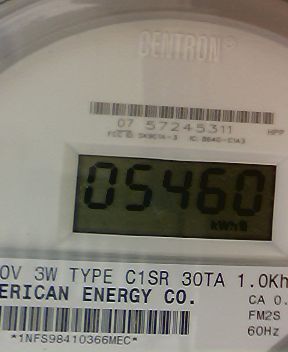 CENTRON®
07 57245311
HPP
05460
kWh
0V 3W TYPE C1SR 30TA 1.0Kh
ERICAN ENERGY CO.
CA 0.
FM2S
60Hz
*1NFS98410366MEC*